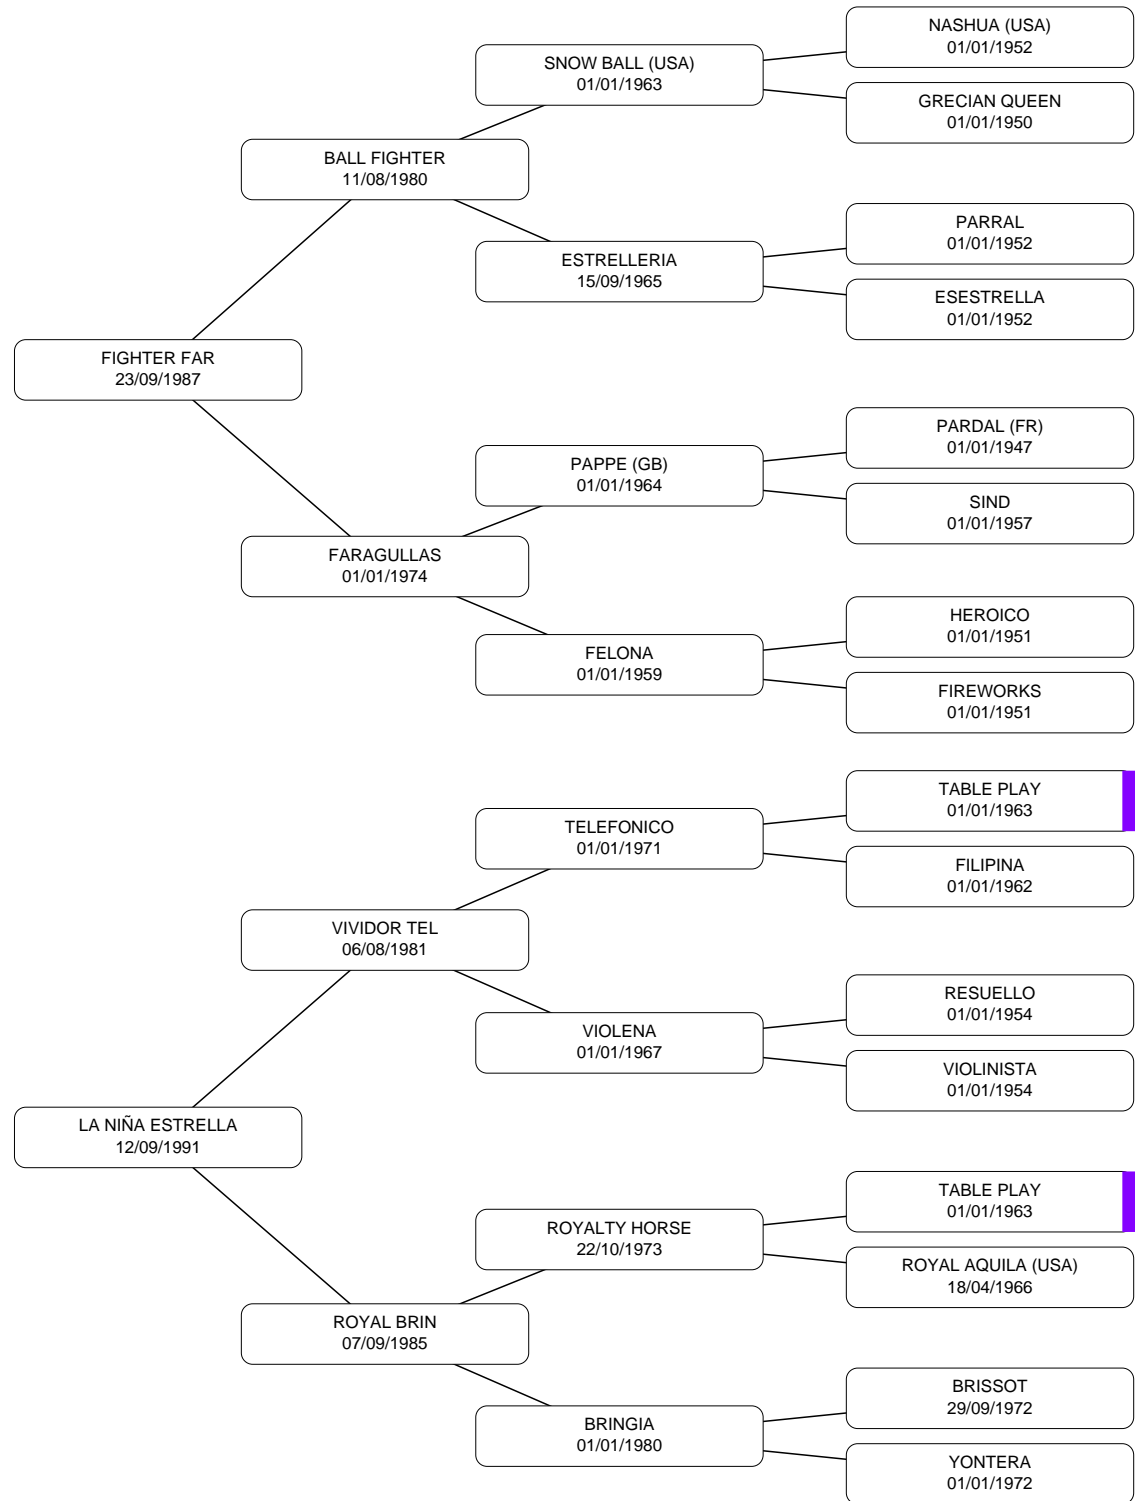 NASHUA (USA)
01/01/1952
SNOW BALL (USA)
01/01/1963
GRECIAN QUEEN
01/01/1950
BALL FIGHTER
11/08/1980
PARRAL
01/01/1952
ESTRELLERIA
15/09/1965
ESESTRELLA
01/01/1952
FIGHTER FAR
23/09/1987
PARDAL (FR)
01/01/1947
PAPPE (GB)
01/01/1964
SIND
01/01/1957
FARAGULLAS
01/01/1974
HEROICO
01/01/1951
FELONA
01/01/1959
FIREWORKS
01/01/1951
TABLE PLAY
01/01/1963
TELEFONICO
01/01/1971
FILIPINA
01/01/1962
VIVIDOR TEL
06/08/1981
RESUELLO
01/01/1954
VIOLENA
01/01/1967
VIOLINISTA
01/01/1954
LA NIÑA ESTRELLA
12/09/1991
TABLE PLAY
01/01/1963
ROYALTY HORSE
22/10/1973
ROYAL AQUILA (USA)
18/04/1966
ROYAL BRIN
07/09/1985
BRISSOT
29/09/1972
BRINGIA
01/01/1980
YONTERA
01/01/1972